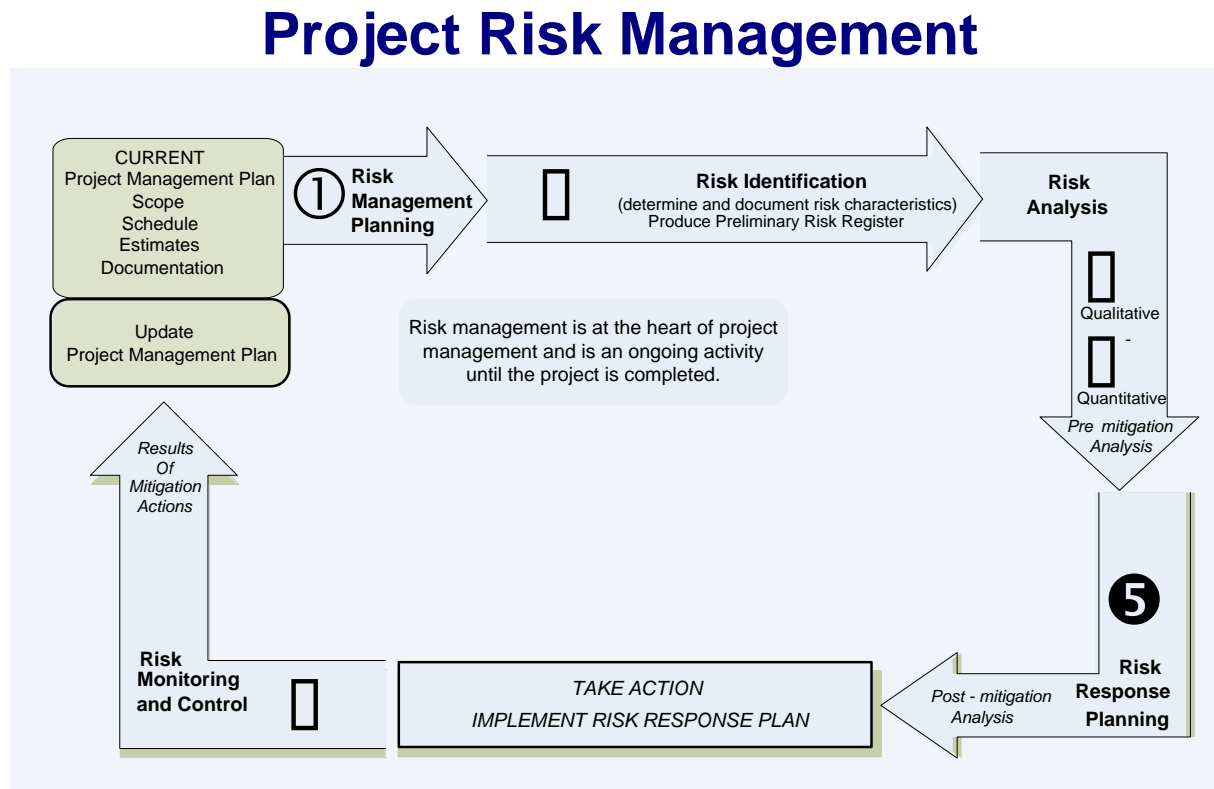 Project Risk Management
CURRENT
Project Management Plan
Scope
Schedule
Estimates
Documentation
Update
Project Management Plan
①
Risk
Management
Planning
Risk Identification
(determine and document risk characteristics)
Produce Preliminary Risk Register
Risk
Analysis
Qualitative
-
Quantitative
Pre mitigation
Analysis
Risk management is at the heart of project
management and is an ongoing activity
until the project is completed.
❺
Risk
Response
Planning
Post - mitigation
Analysis
TAKE ACTION
IMPLEMENT RISK RESPONSE PLAN
Risk
Monitoring
and Control
Results
Of
Mitigation
Actions